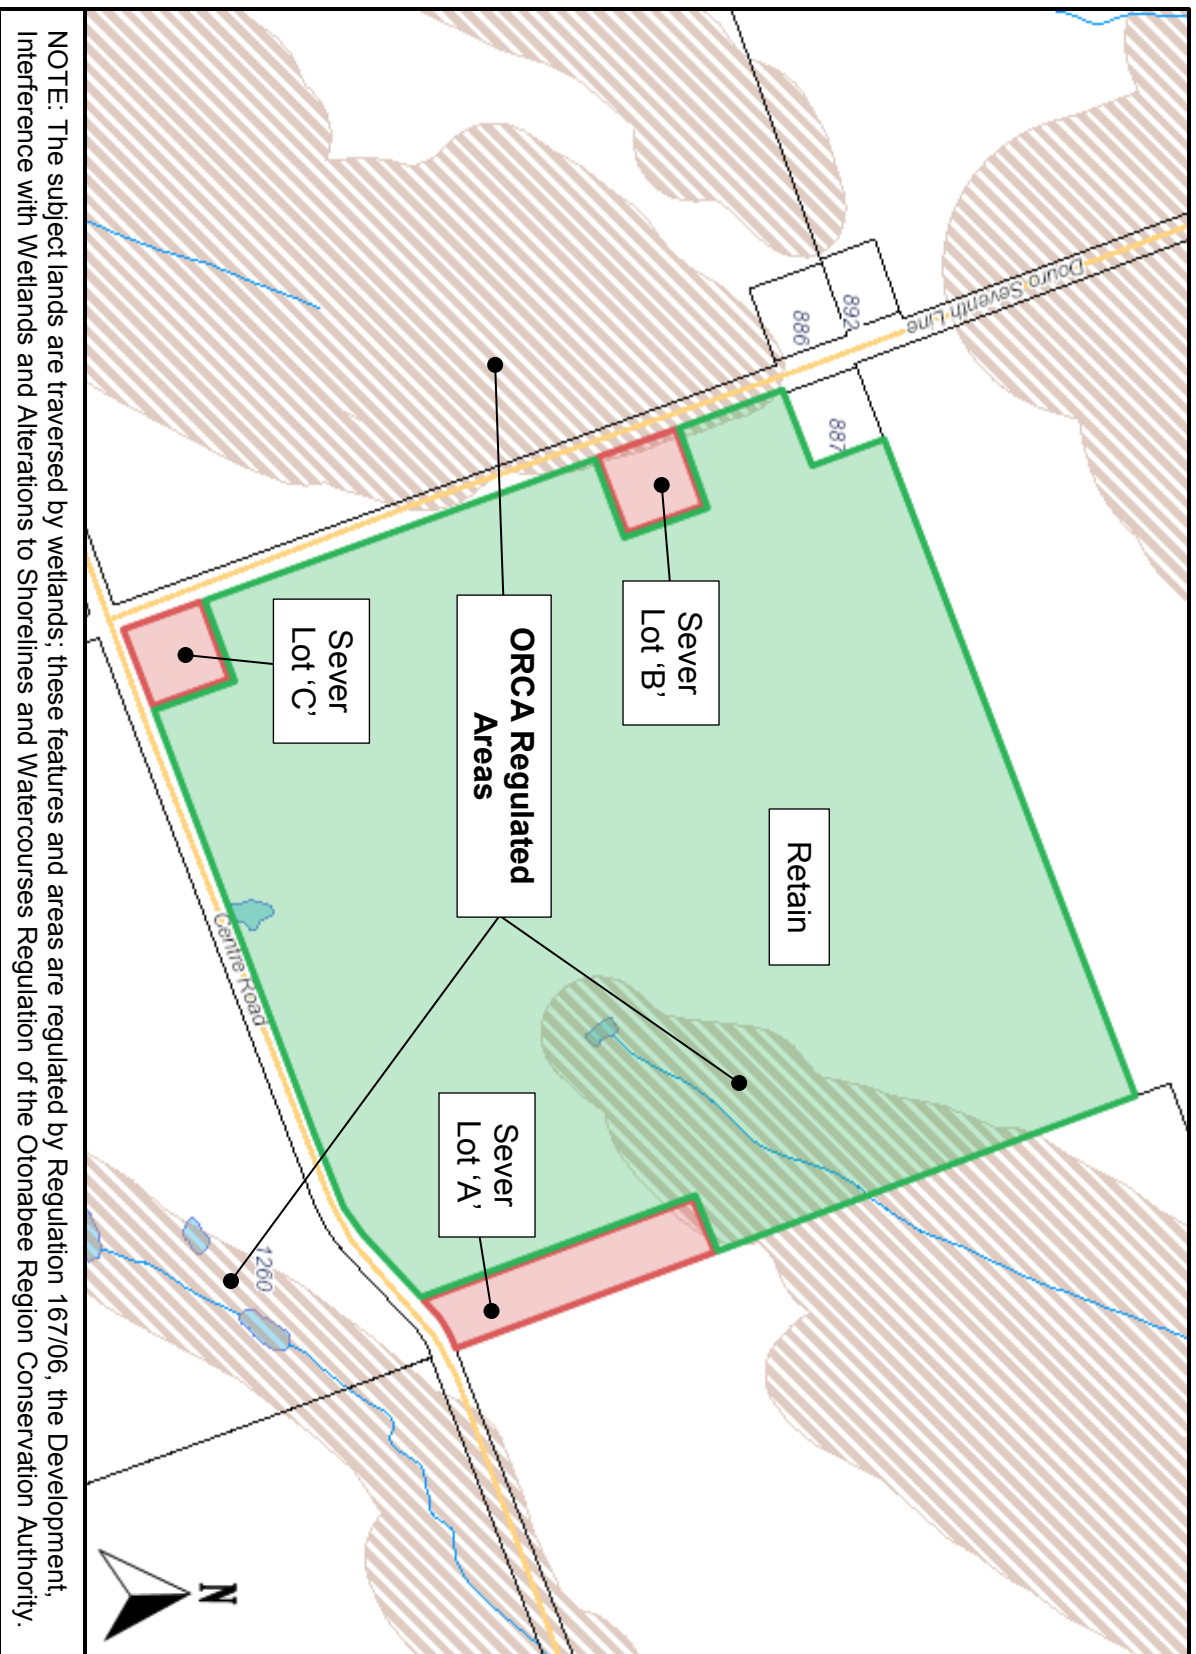 Douro Seventh Line
892
886
887
Sever
Lot 'B'
Retain
ORCA Regulated
Areas
Sever
Lot 'C'
Sever
Lot 'A'
Centre Road
1260
N
NOTE: The subject lands are traversed by wetlands; these features and areas are regulated by Regulation 167/06, the Development,
Interference with Wetlands and Alterations to Shorelines and Watercourses Regulation of the Otonabee Region Conservation Authority.